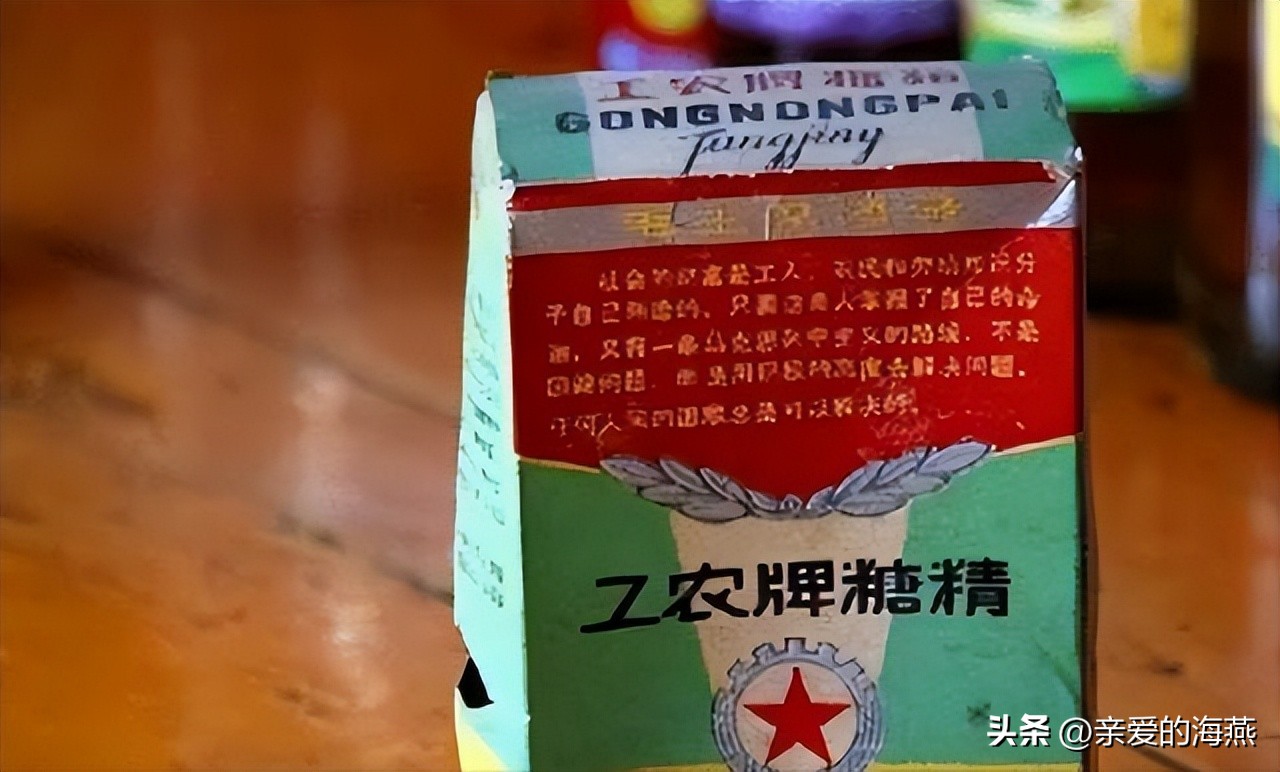 工农牌糖精
GONGNONGPAI
Tangjing
毛主席语录
社会的财富是工人、农民和劳动知识分
子自己创造的。只要这些人掌握了自己的命
运，又有一条马克思列宁主义的路线，不是
回避问题，而是用积极的态度去解决问题，
任何人间的困难总是可以解决的。
工农牌糖精
头条 @亲爱的海燕